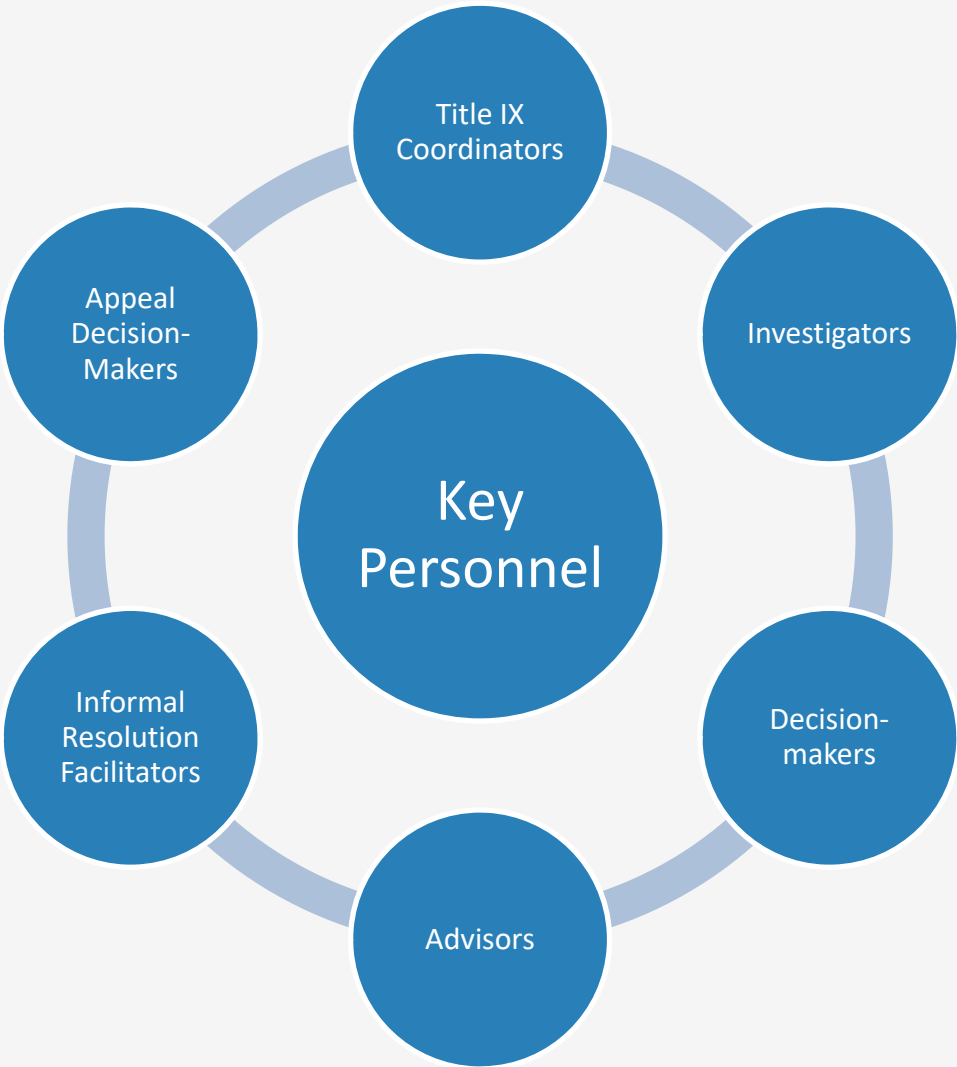 Title IX
Coordinators
Investigators
Decision-
makers
Advisors
Informal
Resolution
Facilitators
Appeal
Decision-
Makers
Key
Personnel